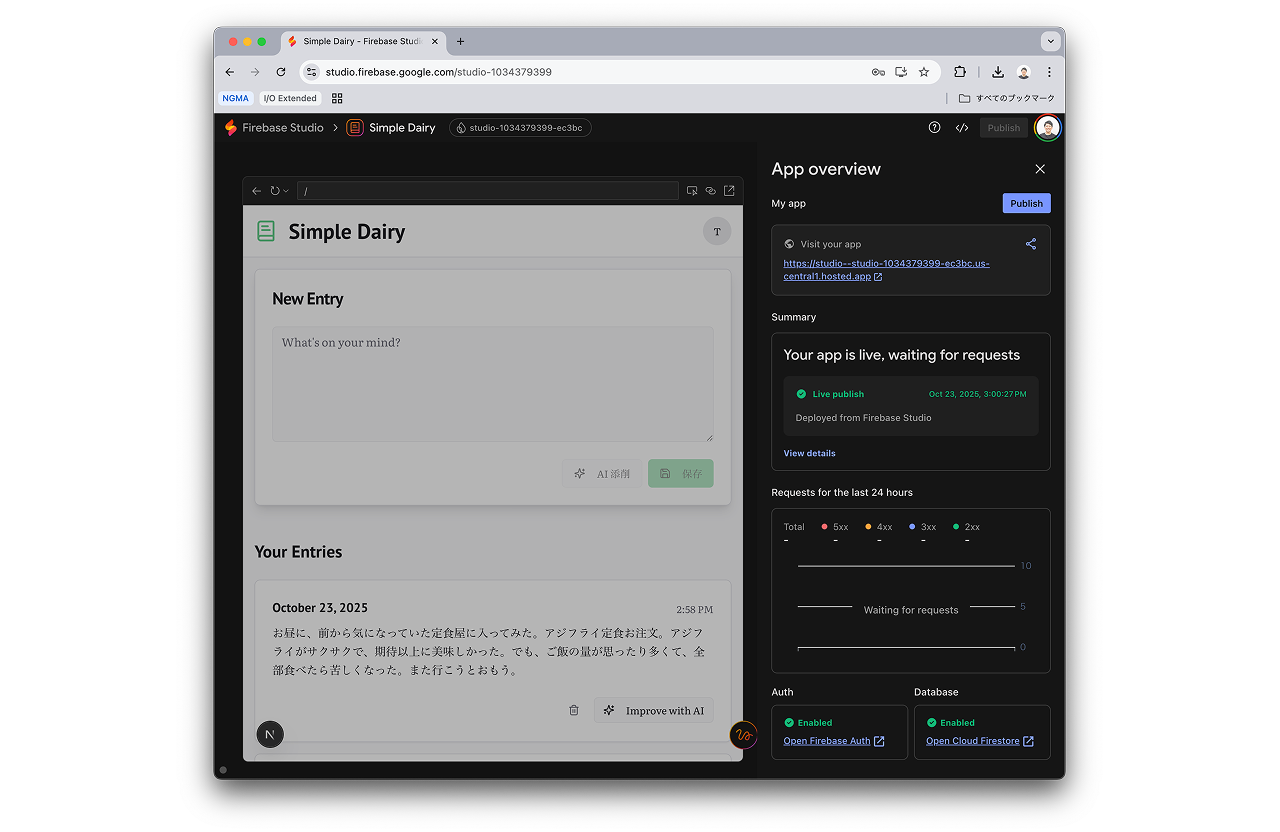 Simple Dairy - Firebase Studi
studio.firebase.google.com/studio-1034379399
NGMA
I/O Extended
すべてのブックマーク
Firebase Studio
Simple Dairy
studio-1034379399-ec3bc
Publish
/
Simple Dairy
T
New Entry
What's on your mind?
AI 添削
保存
Your Entries
October 23, 2025
2:58 PM
お昼に、前から気になっていた定食屋に入ってみた。アジフライ定食お注文。アジフ
ライがサクサクで、期待以上に美味しかった。でも、ご飯の量が思ったり多くて、全
部食べたら苦しくなった。また行こうとおもう。
Improve with AI
N
App overview
My app
Publish
Visit your app
https://studio--studio-1034379399-ec3bc.us-
central1.hosted.app
Summary
Your app is live, waiting for requests
Live publish
Oct 23, 2025, 3:00:27 PM
Deployed from Firebase Studio
View details
Requests for the last 24 hours
Total 5xx 4xx 3xx 2xx
- - - - -
10
Waiting for requests
5
0
Auth
Enabled
Open Firebase Auth
Database
Enabled
Open Cloud Firestore